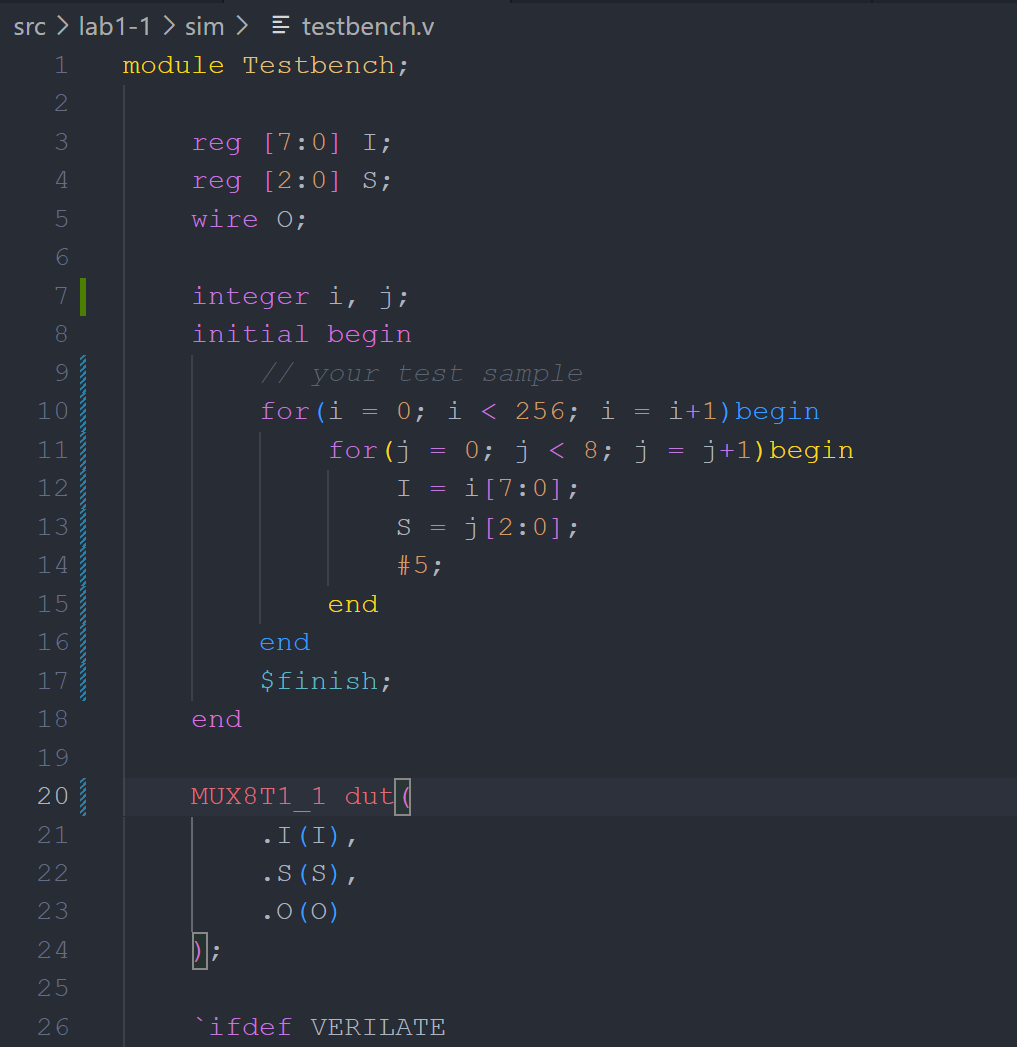 src > lab1-1 > sim > testbench.v
1 module Testbench;
2
3 reg [7:0] I;
4 reg [2:0] S;
5 wire O;
6
7 integer i, j;
8 initial begin
9 // your test sample
10 for(i = 0; i < 256; i = i+1)begin
11 for(j = 0; j < 8; j = j+1)begin
12 I = i[7:0];
13 S = j[2:0];
14 #5;
15 end
16 end
17 $finish;
18 end
19
20 MUX8T1_1 dut(
21 .I(I),
22 .S(S),
23 .O(O)
24 );
25
26 `ifdef VERILATE